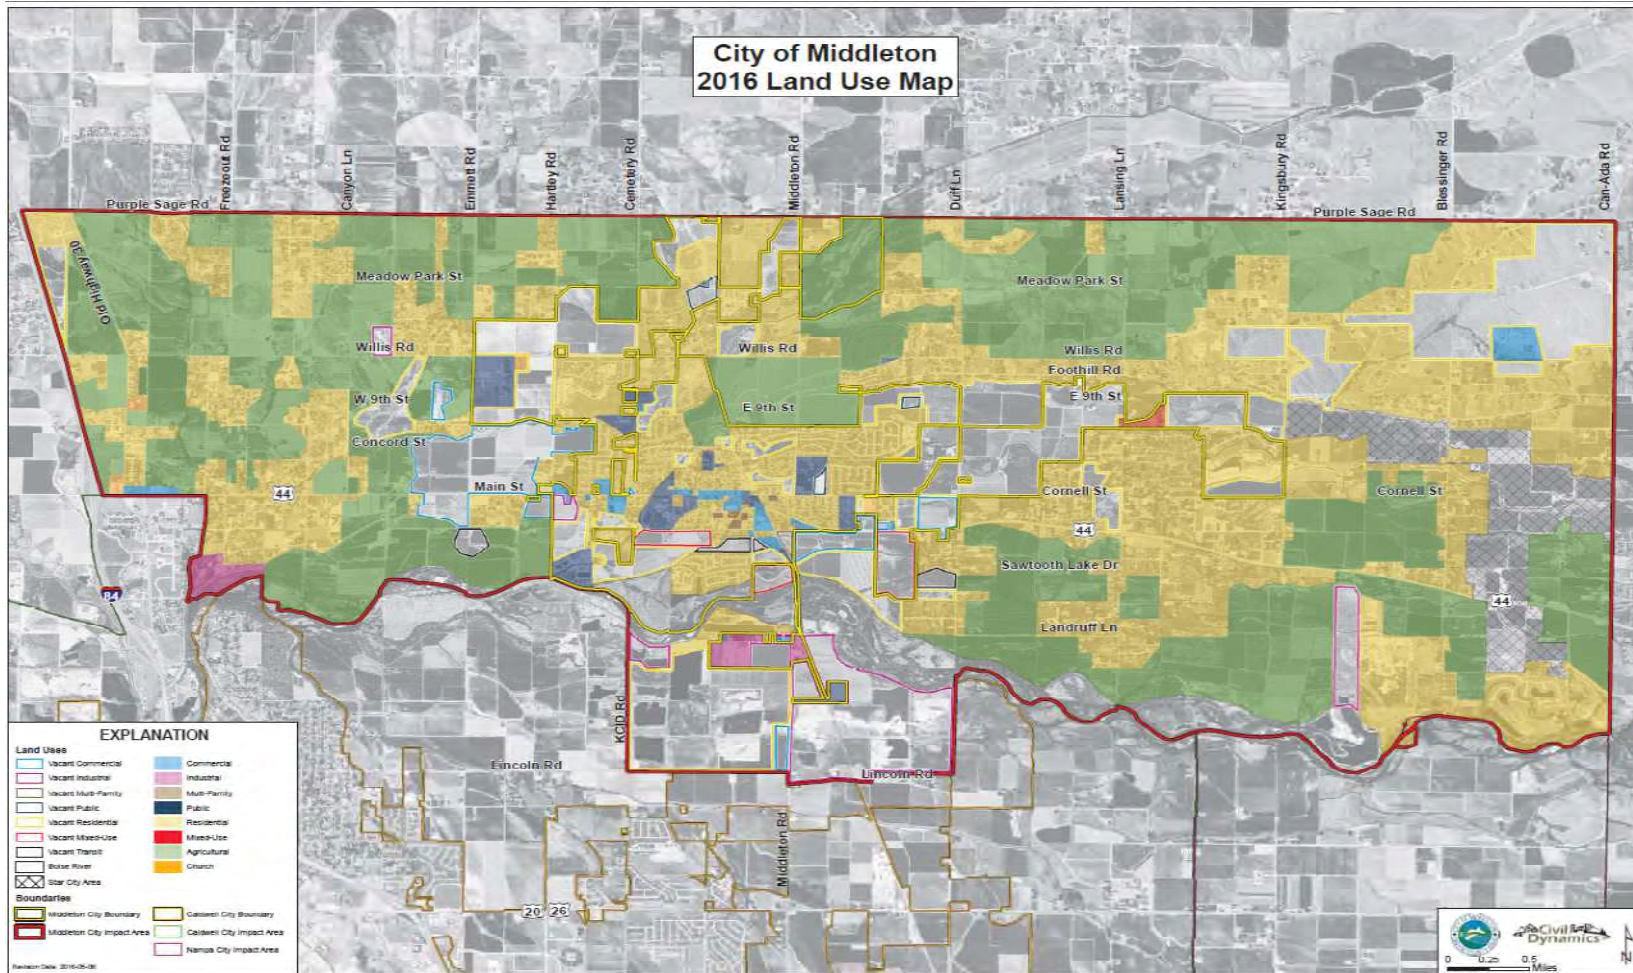 City of Middleton
2016 Land Use Map
Freezeout Rd
Canyon Ln
Emmett Rd
Hartley Rd
Cemetery Rd
Middleton Rd
Duff Ln
Lansing Ln
Kingsbury Rd
Blessinger Rd
Can-Ada Rd
Purple Sage Rd
Purple Sage Rd
Old Highway 30
Meadow Park St
Meadow Park St
Willis Rd
Willis Rd
Willis Rd
Foothill Rd
W 9th St
E 9th St
E 9th St
Concord St
Main St
44
Cornell St
Cornell St
44
Sawtooth Lake Dr
84
44
Landruff Ln
KCID Rd
Lincoln Rd
Lincoln Rd
Middleton Rd
20 26
EXPLANATION
Land Uses
Vacant Commercial Commercial
Vacant Industrial Industrial
Vacant Multi-Family Multi-Family
Vacant Public Public
Vacant Residential Residential
Vacant Mixed-Use Mixed-Use
Vacant Transit Agricultural
Boise River Church
Star City Area
Boundaries
Middleton City Boundary Caldwell City Boundary
Middleton City Impact Area Caldwell City Impact Area
Nampa City Impact Area
Revision Date: 2016-05-06
Civil
Dynamics
0 0.25 0.5
Miles
N